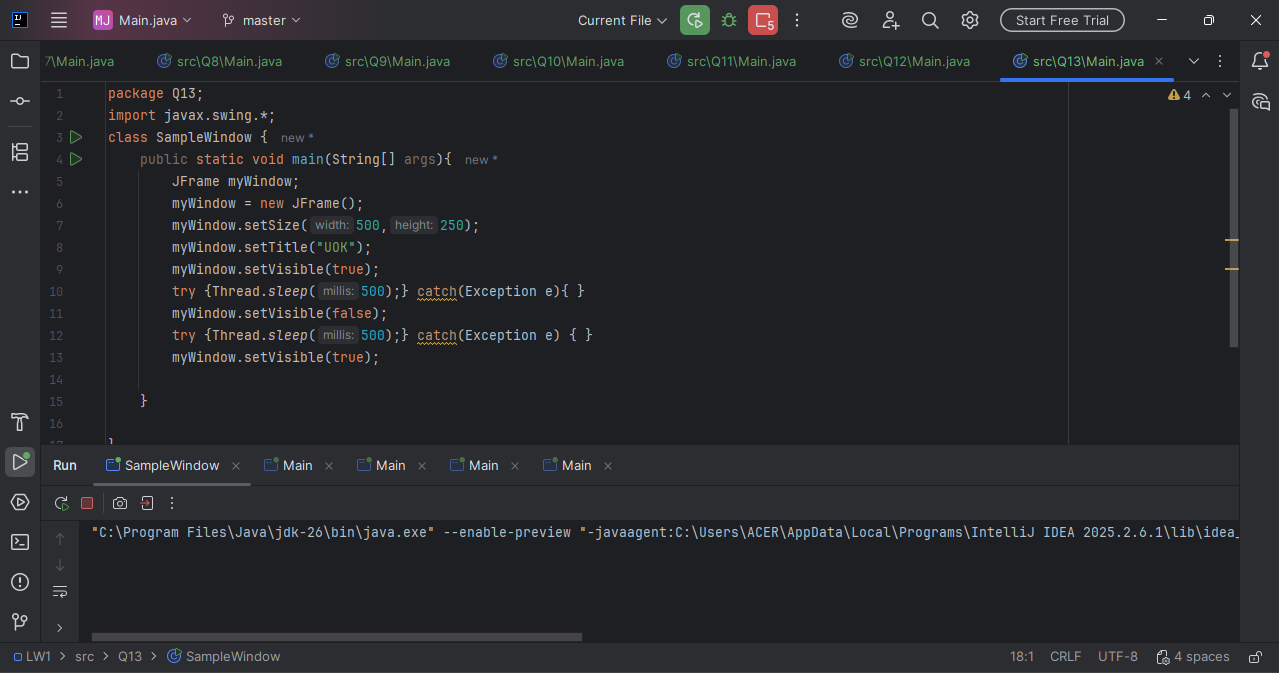 MJ Main.java master Current File 5 Start Free Trial
7\Main.java src\Q8\Main.java src\Q9\Main.java src\Q10\Main.java src\Q11\Main.java src\Q12\Main.java src\Q13\Main.java
1 package Q13;
2 import javax.swing.*;
3 class SampleWindow { new *
4 public static void main(String[] args){ new *
5 JFrame myWindow;
6 myWindow = new JFrame();
7 myWindow.setSize( width: 500, height: 250);
8 myWindow.setTitle("UOK");
9 myWindow.setVisible(true);
10 try {Thread.sleep( millis: 500);} catch(Exception e){ }
11 myWindow.setVisible(false);
12 try {Thread.sleep( millis: 500);} catch(Exception e) { }
13 myWindow.setVisible(true);
14
15 }
16
17 }
4
Run SampleWindow Main Main Main Main
"C:\Program Files\Java\jdk-26\bin\java.exe" --enable-preview "-javaagent:C:\Users\ACER\AppData\Local\Programs\IntelliJ IDEA 2025.2.6.1\lib\idea_
LW1 > src > Q13 > SampleWindow 18:1 CRLF UTF-8 4 spaces